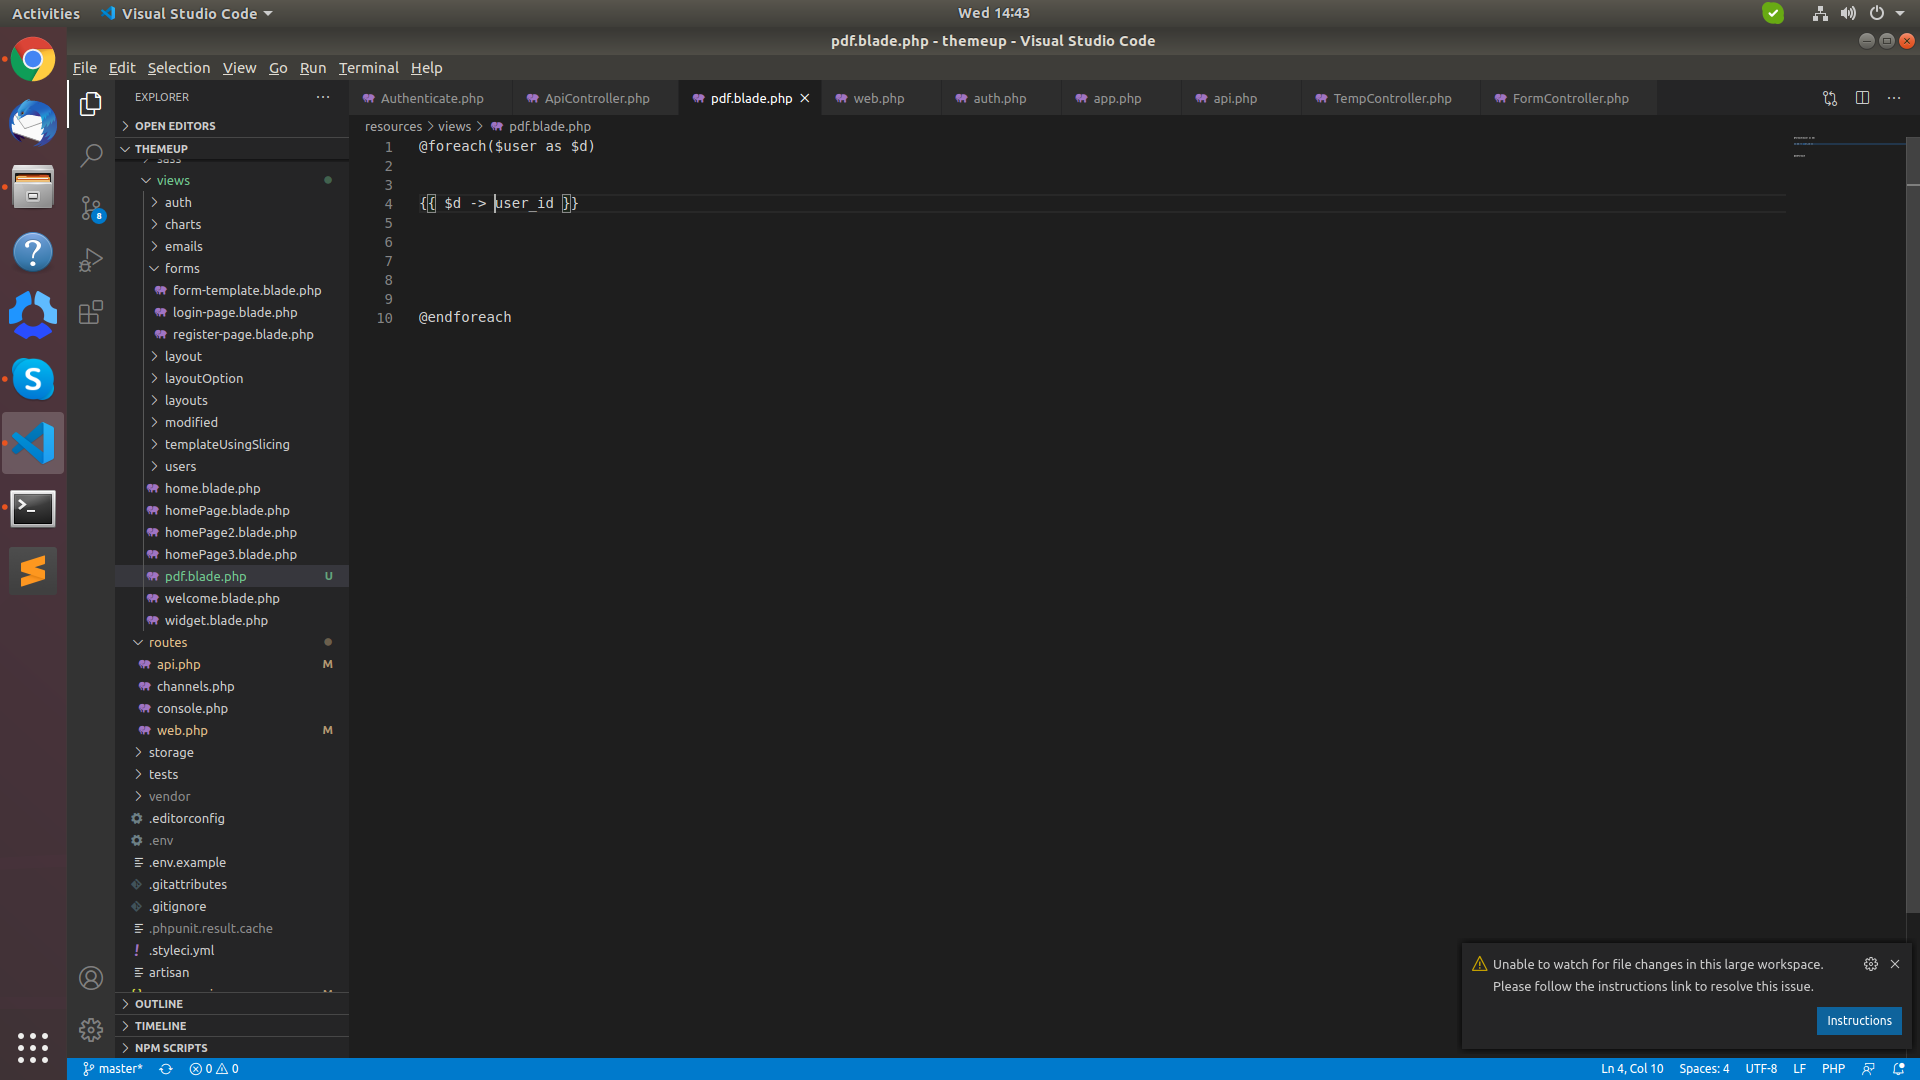 Activities
Visual Studio Code
Wed 14:43
pdf.blade.php - themeup - Visual Studio Code
File Edit Selection View Go Run Terminal Help
EXPLORER
OPEN EDITORS
THEMEUP
sass
views
auth
charts
emails
forms
form-template.blade.php
login-page.blade.php
register-page.blade.php
layout
layoutOption
layouts
modified
templateUsingSlicing
users
home.blade.php
homePage.blade.php
homePage2.blade.php
homePage3.blade.php
pdf.blade.php U
welcome.blade.php
widget.blade.php
routes
api.php M
channels.php
console.php
web.php M
storage
tests
vendor
.editorconfig
.env
.env.example
.gitattributes
.gitignore
.phpunit.result.cache
.styleci.yml
artisan
OUTLINE
TIMELINE
NPM SCRIPTS
8
Authenticate.php
ApiController.php
pdf.blade.php
web.php
auth.php
app.php
api.php
TempController.php
FormController.php
resources > views > pdf.blade.php
1 @foreach($user as $d)
2
3
4 {{ $d -> user_id }}
5
6
7
8
9
10 @endforeach
Unable to watch for file changes in this large workspace.
Please follow the instructions link to resolve this issue.
Instructions
master* 0 0
Ln 4, Col 10 Spaces: 4 UTF-8 LF PHP